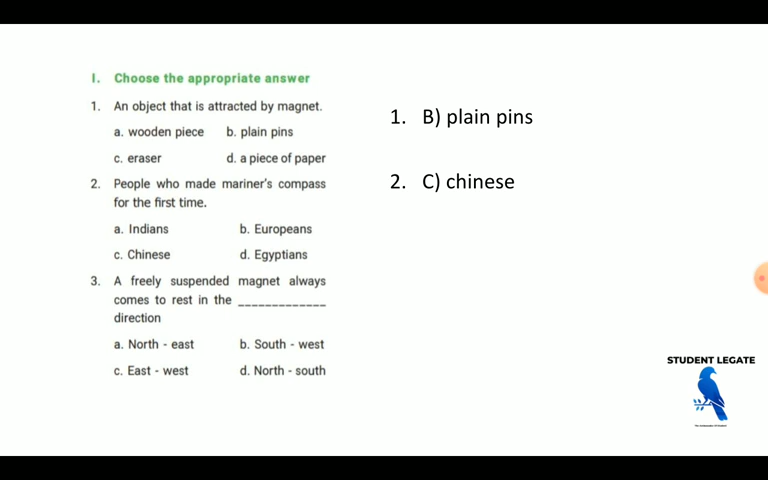 I. Choose the appropriate answer
1. An object that is attracted by magnet.
a. wooden piece b. plain pins
c. eraser d. a piece of paper
2. People who made mariner's compass
for the first time.
a. Indians b. Europeans
c. Chinese d. Egyptians
3. A freely suspended magnet always
comes to rest in the _____________
direction
a. North - east b. South - west
c. East - west d. North - south
1. B) plain pins
2. C) chinese
STUDENT LEGATE